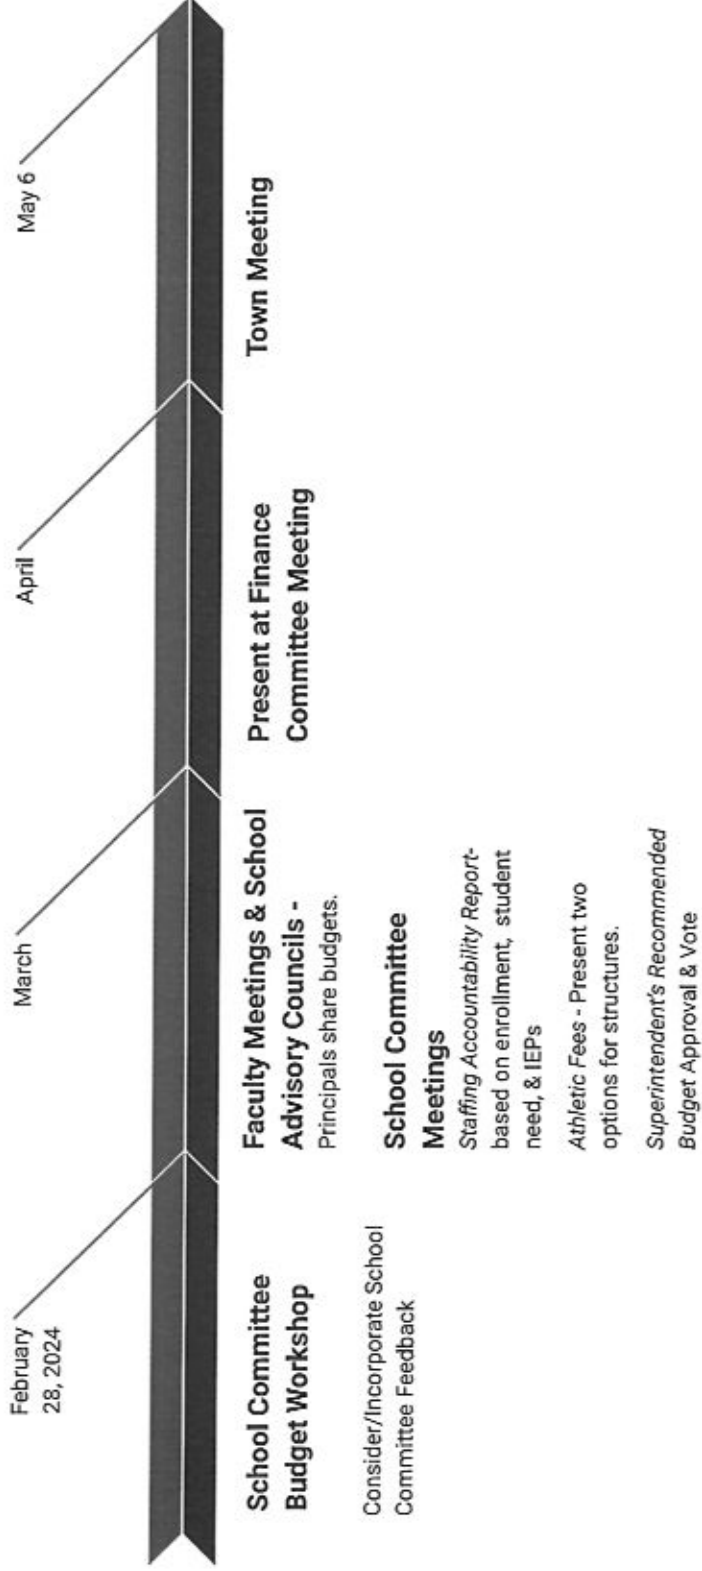 February
28, 2024
School Committee
Budget Workshop
Consider/Incorporate School
Committee Feedback
March
Faculty Meetings & School
Advisory Councils -
Principals share budgets.
School Committee
Meetings
Staffing Accountability Report-
based on enrollment, student
need, & IEPs
Athletic Fees - Present two
options for structures.
Superintendent's Recommended
Budget Approval & Vote
April
Present at Finance
Committee Meeting
May 6
Town Meeting